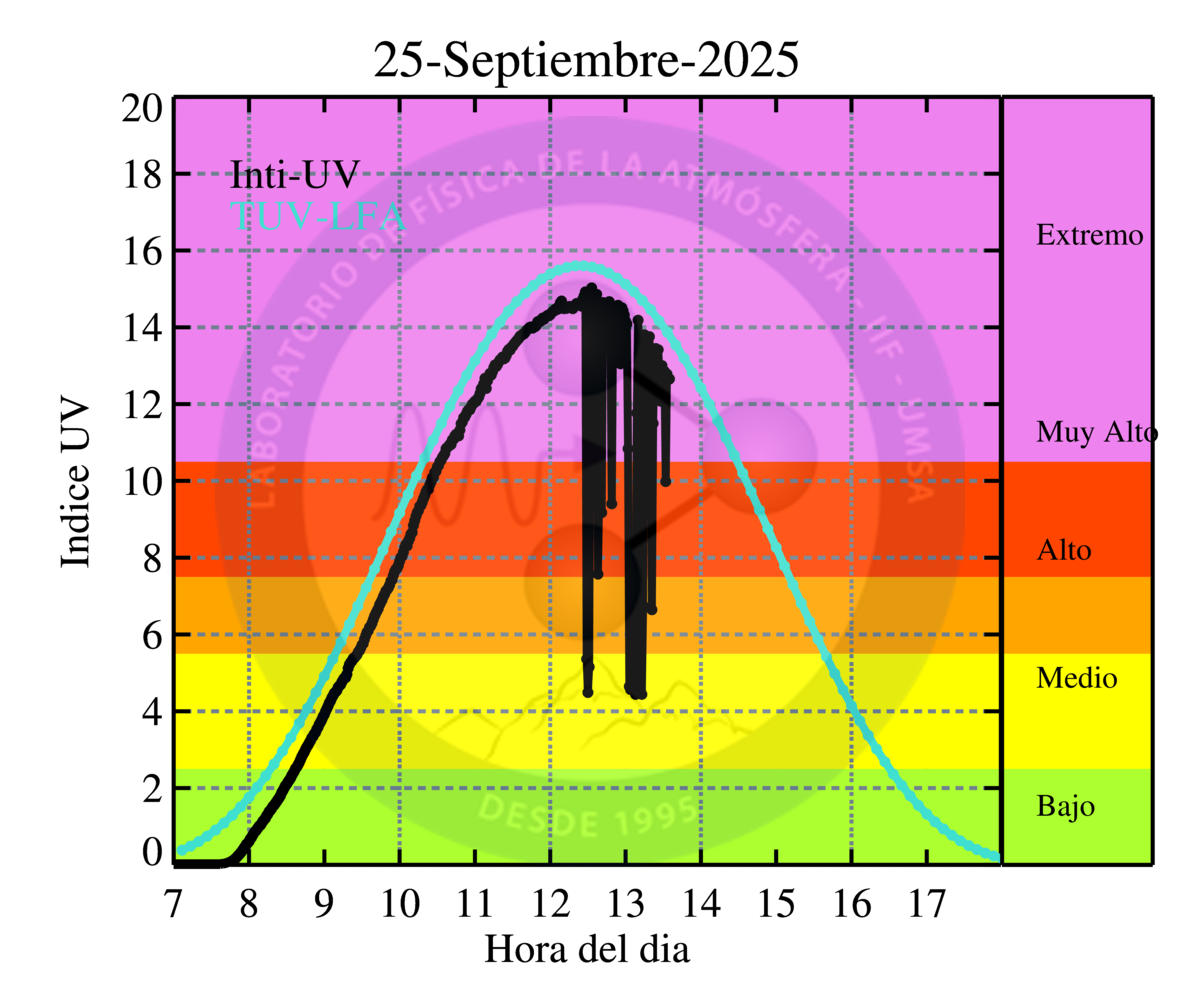 25-Septiembre-2025
20
18
16
14
12
10
8
6
4
2
0
Indice UV
Inti-UV
TUV-LFA
LABORATORIO DE FÍSICA DE LA ATMÓSFERA - IIF - UMSA
DESDE 1995
Extremo
Muy Alto
Alto
Medio
Bajo
7 8 9 10 11 12 13 14 15 16 17
Hora del dia